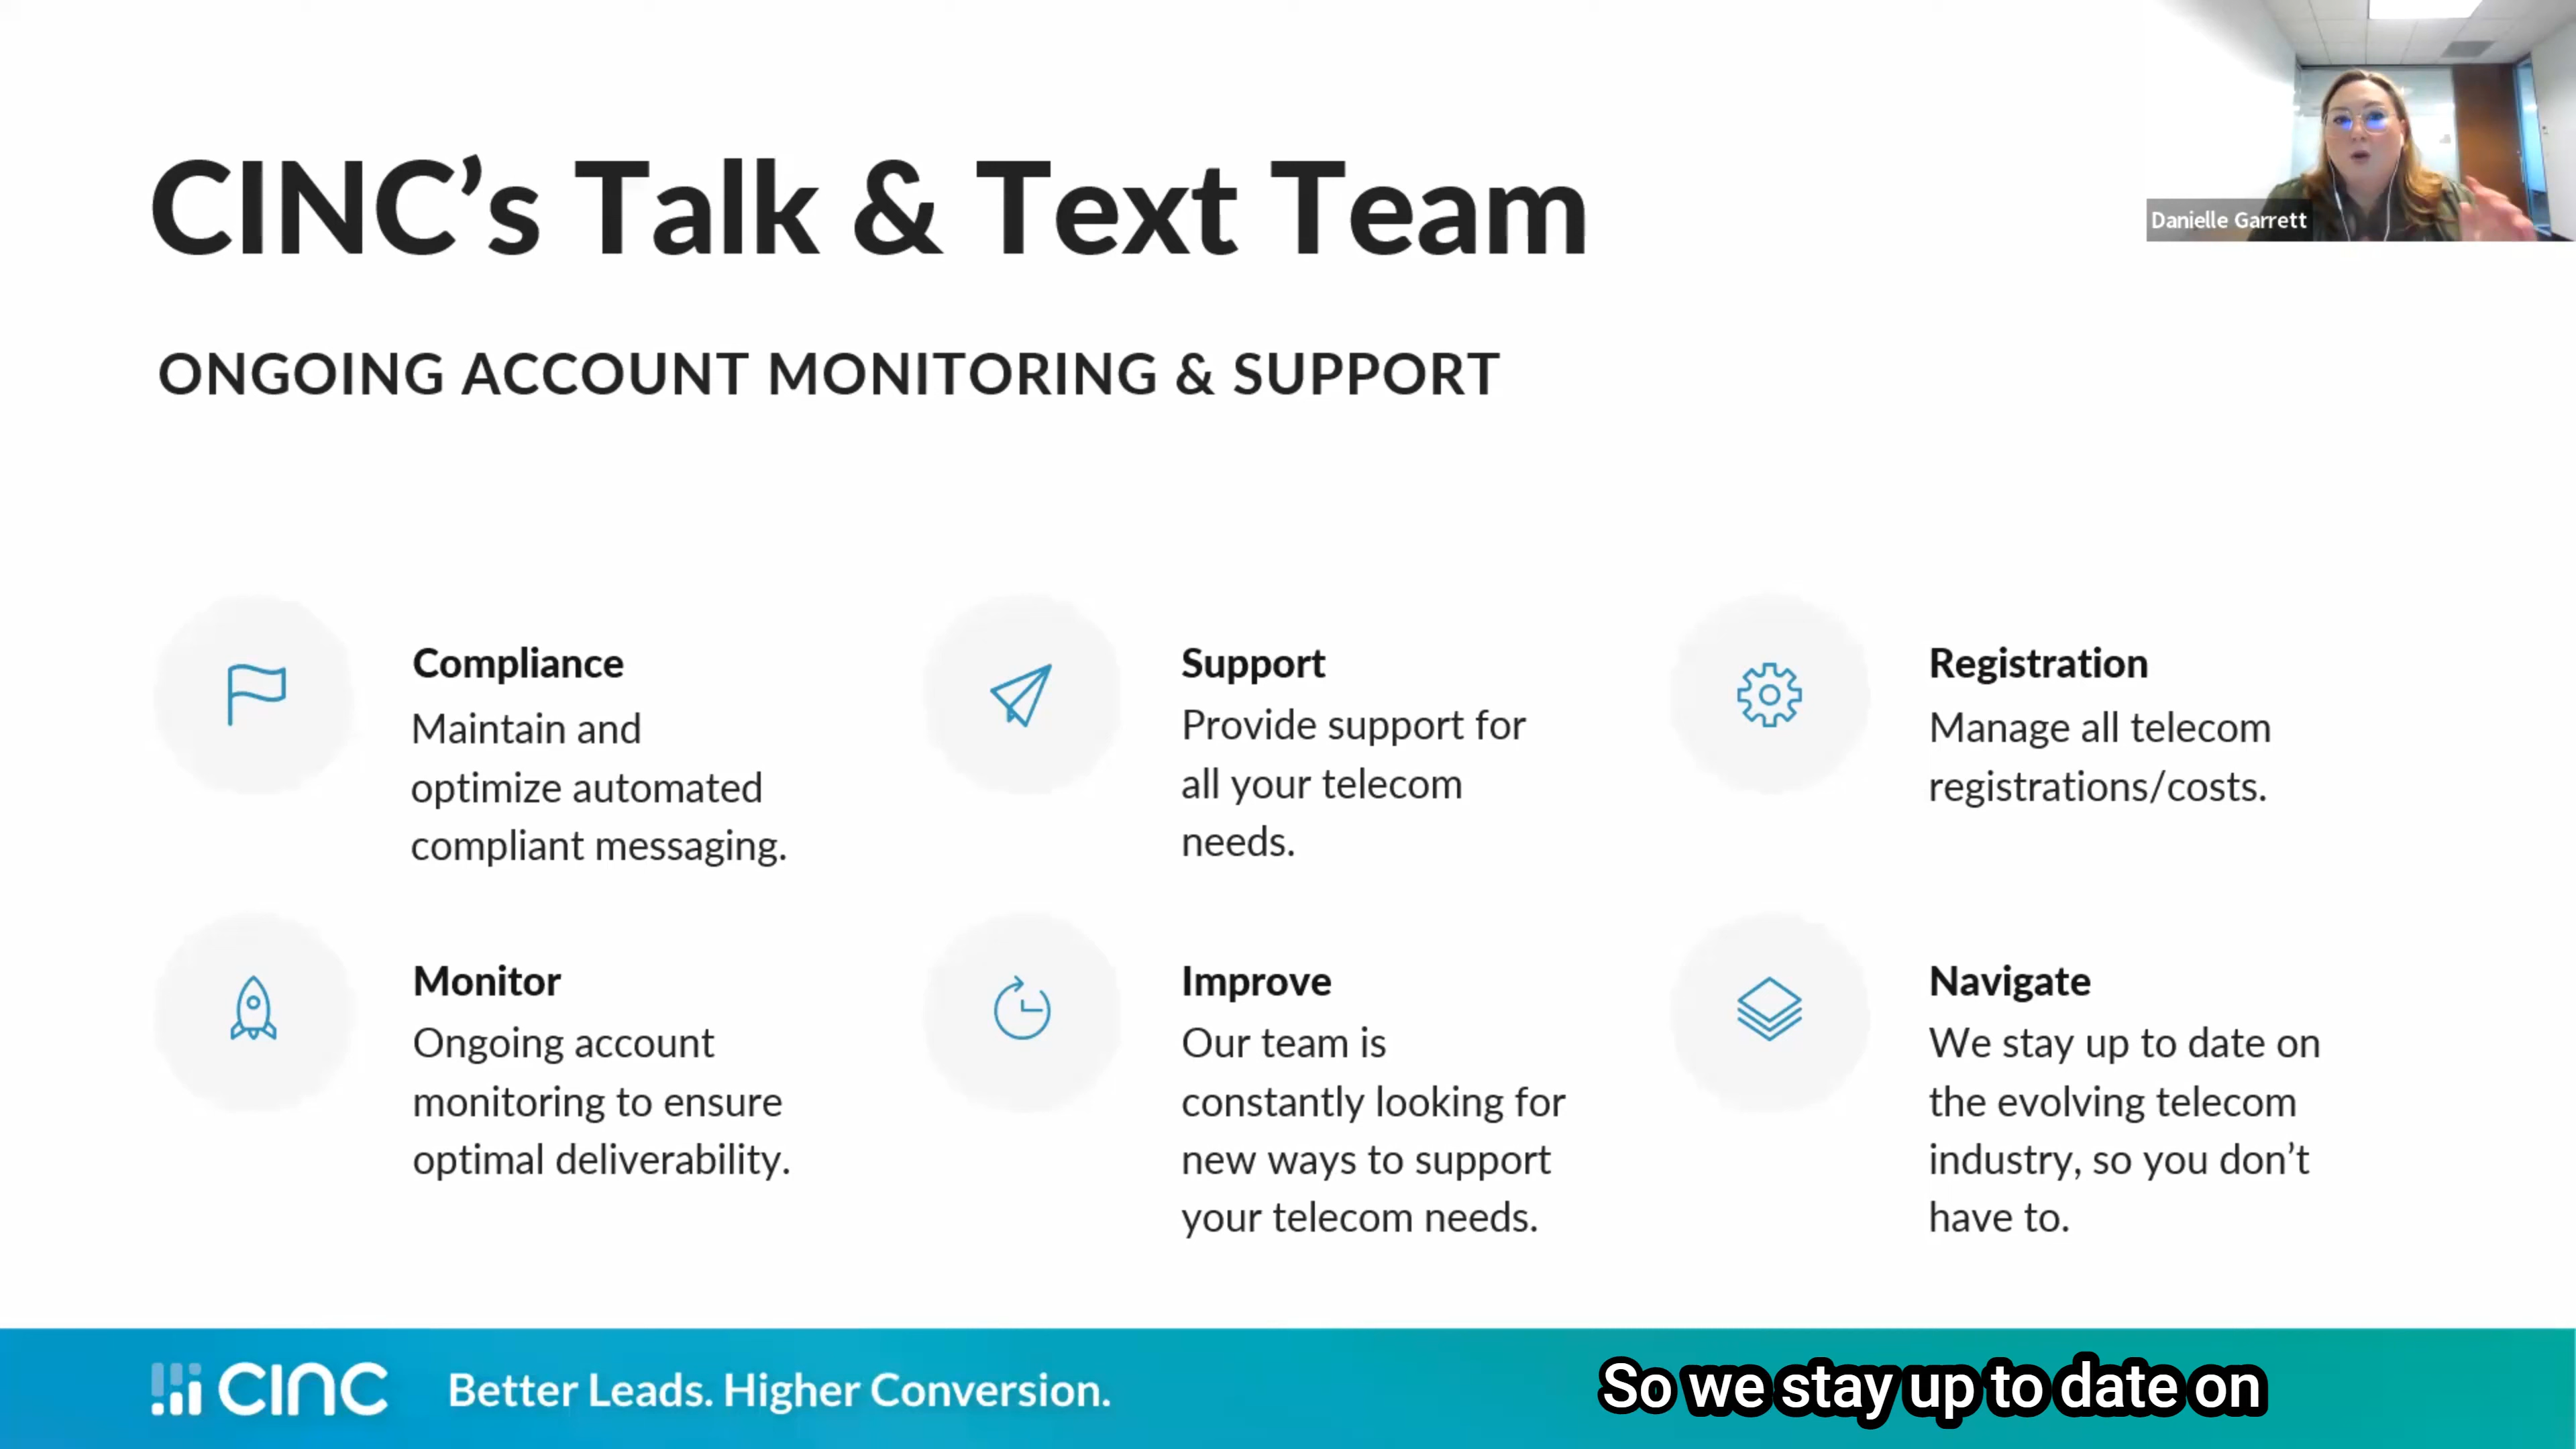 CINC’s Talk & Text Team
Danielle Garrett
ONGOING ACCOUNT MONITORING & SUPPORT
Compliance
Maintain and
optimize automated
compliant messaging.
Support
Provide support for
all your telecom
needs.
Registration
Manage all telecom
registrations/costs.
Monitor
Ongoing account
monitoring to ensure
optimal deliverability.
Improve
Our team is
constantly looking for
new ways to support
your telecom needs.
Navigate
We stay up to date on
the evolving telecom
industry, so you don’t
have to.
CINC
Better Leads. Higher Conversion.
So we stay up to date on